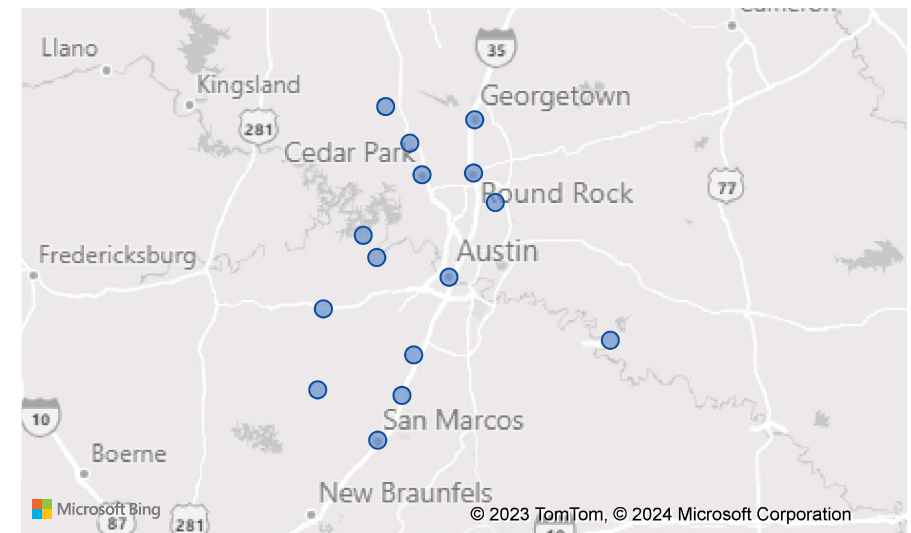 Cameron
Llano
35
Kingsland
Georgetown
281
Cedar Park
77
Round Rock
Austin
Fredericksburg
10
San Marcos
Boerne
New Braunfels
Microsoft Bing
87
281
© 2023 TomTom, © 2024 Microsoft Corporation